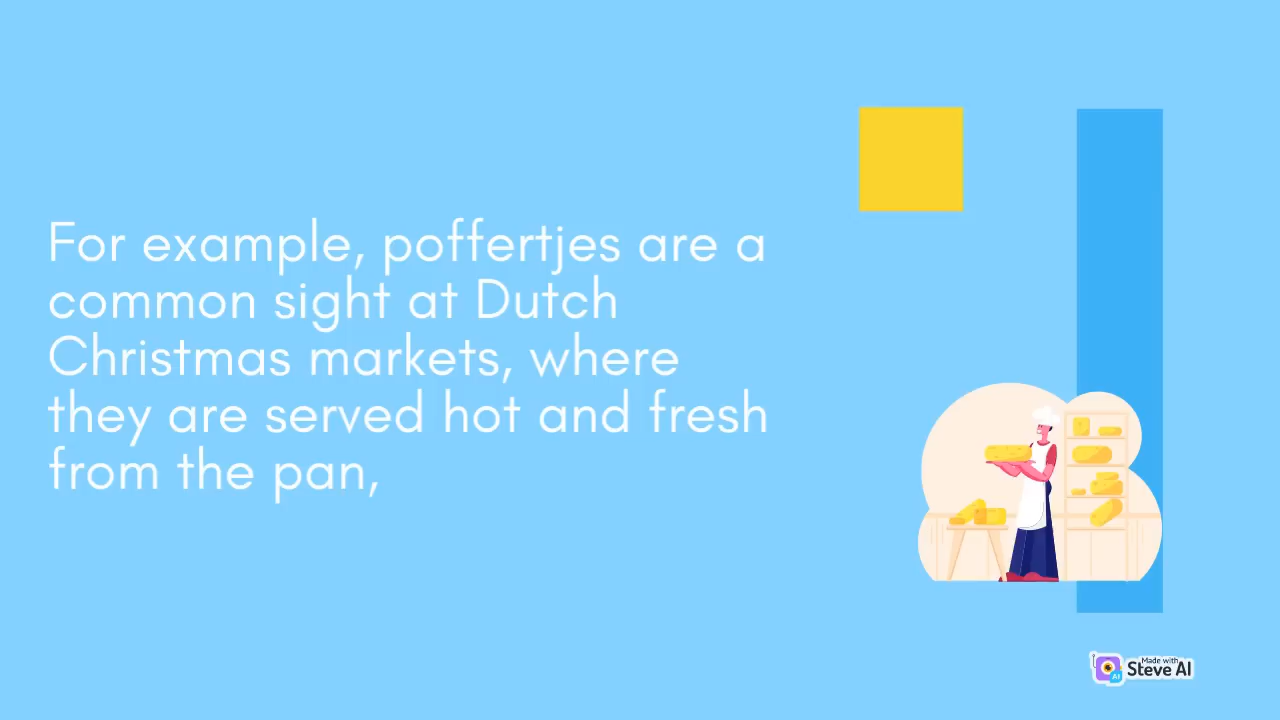 For example, poffertjes are a
common sight at Dutch
Christmas markets, where
they are served hot and fresh
from the pan,
Made with
Steve AI
AI